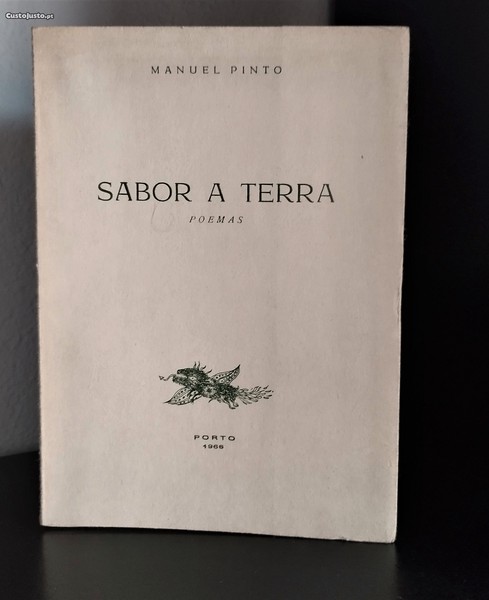 CustoJusto.pt
MANUEL PINTO
SABOR A TERRA
POEMAS
PORTO
1968